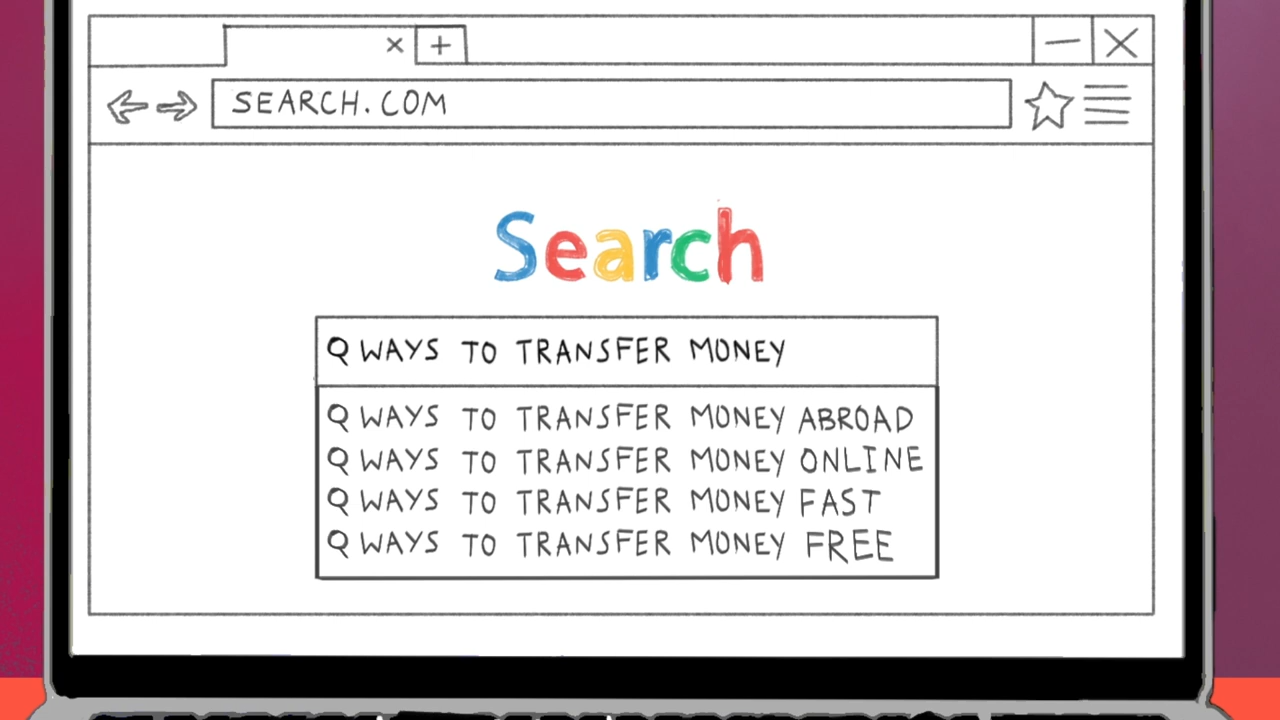 SEARCH.COM
Search
WAYS TO TRANSFER MONEY
WAYS TO TRANSFER MONEY ABROAD
WAYS TO TRANSFER MONEY ONLINE
WAYS TO TRANSFER MONEY FAST
WAYS TO TRANSFER MONEY FREE